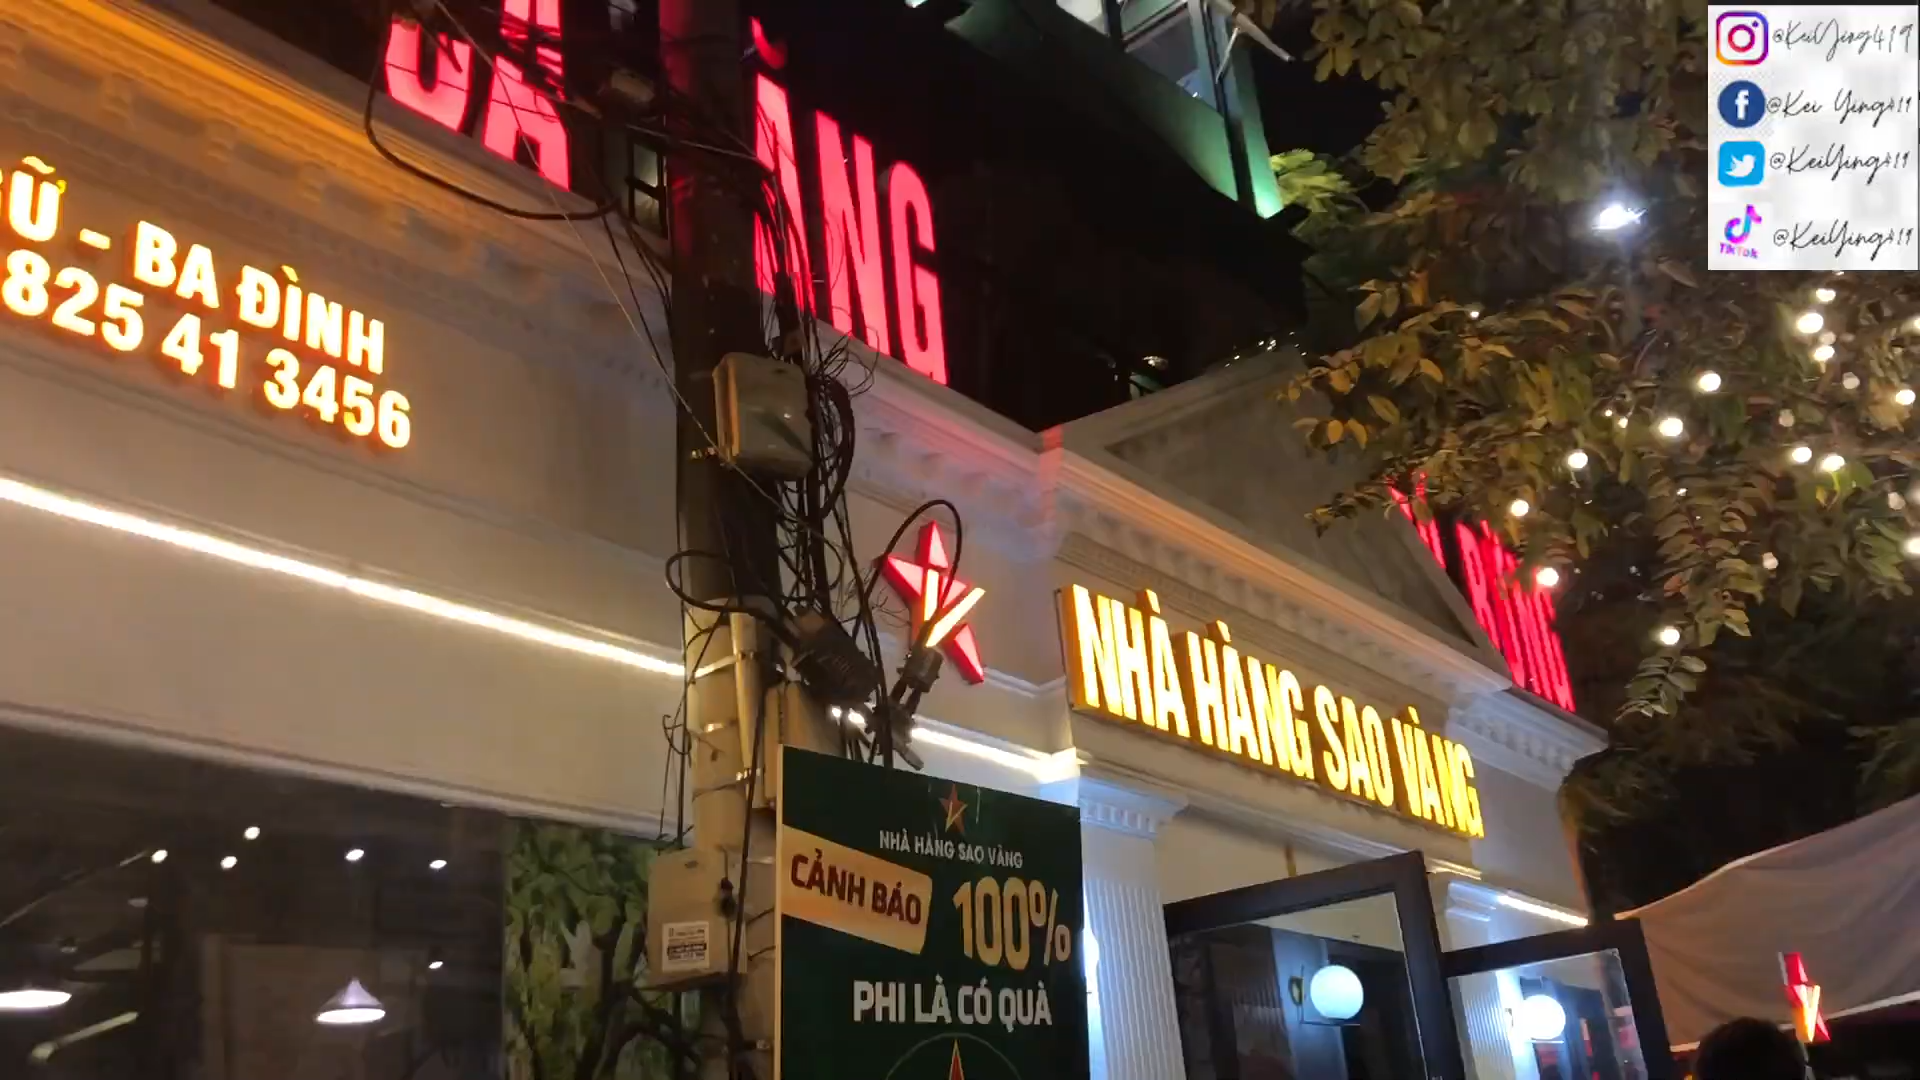 - BA ĐÌNH
825 41 3456
NHÀ HÀNG SAO VÀNG
NHÀ HÀNG SAO VÀNG
CẢNH BÁO
100%
PHI LÀ CÓ QUÀ
@KeiYing419
@Kei Ying419
@KeiYing419
TikTok
@KeiYing419